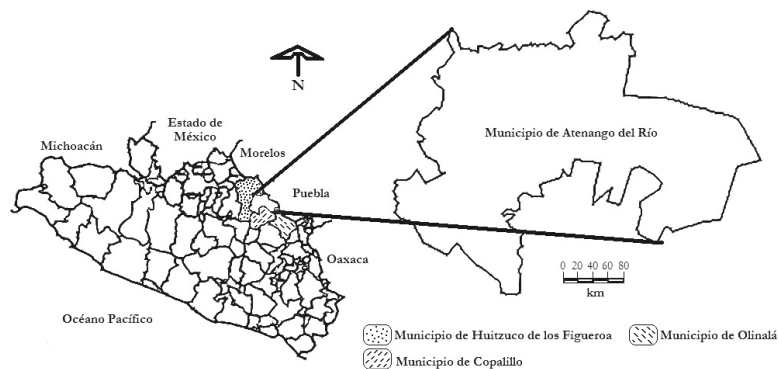 N
Estado de
México
Michoacán
Morelos
Municipio de Atenango del Río
Puebla
Oaxaca
0 20 40 60 80
km
Océano Pacífico
Municipio de Huitzuco de los Figueroa
Municipio de Olinalá
Municipio de Copalillo